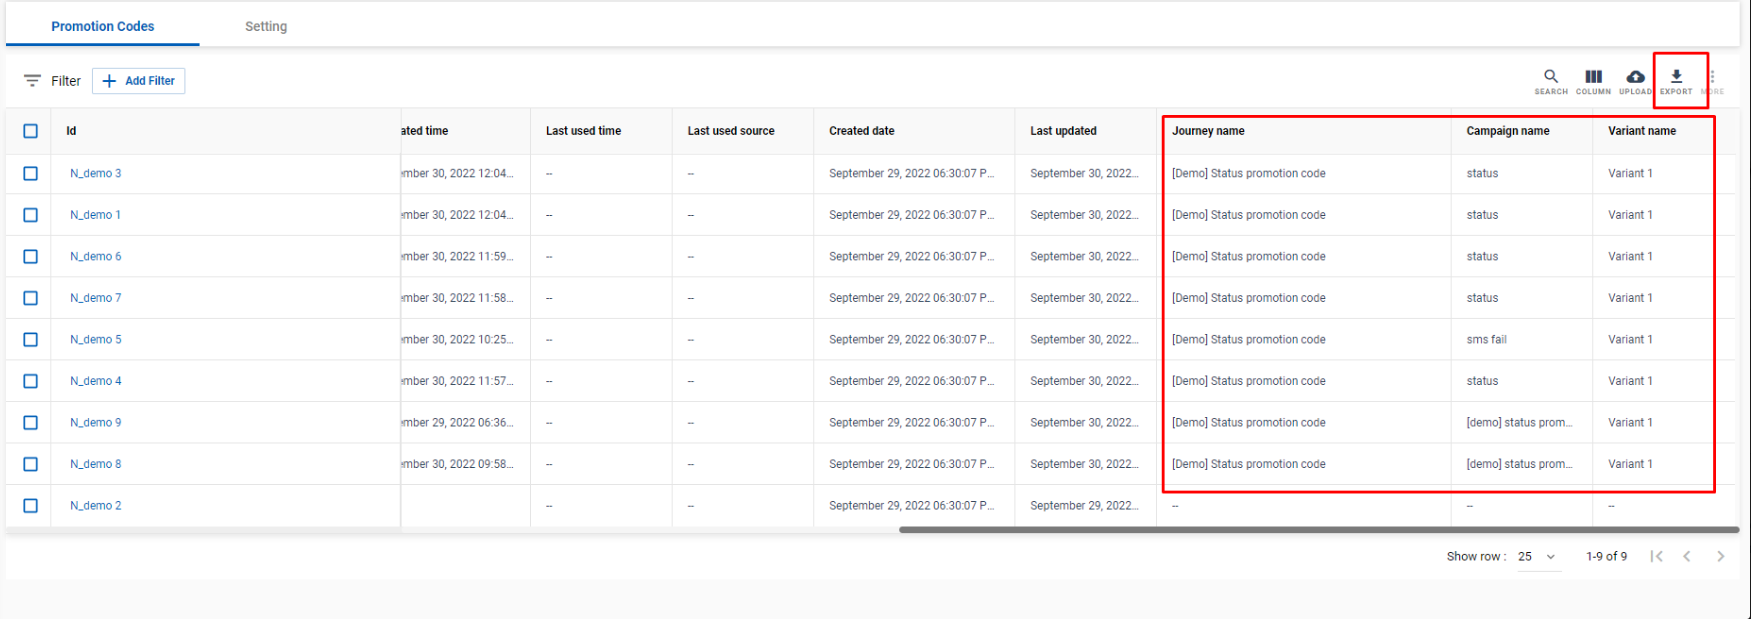 Promotion Codes Setting
Filter Add Filter
SEARCH COLUMN UPLOAD EXPORT MORE
Id ated time Last used time Last used source Created date Last updated Journey name Campaign name Variant name
N_demo 3 ember 30, 2022 12:04... -- -- September 29, 2022 06:30:07 P... September 30, 2022... [Demo] Status promotion code status Variant 1
N_demo 1 ember 30, 2022 12:04... -- -- September 29, 2022 06:30:07 P... September 30, 2022... [Demo] Status promotion code status Variant 1
N_demo 6 ember 30, 2022 11:59... -- -- September 29, 2022 06:30:07 P... September 30, 2022... [Demo] Status promotion code status Variant 1
N_demo 7 ember 30, 2022 11:58... -- -- September 29, 2022 06:30:07 P... September 30, 2022... [Demo] Status promotion code status Variant 1
N_demo 5 ember 30, 2022 10:25... -- -- September 29, 2022 06:30:07 P... September 30, 2022... [Demo] Status promotion code sms fail Variant 1
N_demo 4 ember 30, 2022 11:57... -- -- September 29, 2022 06:30:07 P... September 30, 2022... [Demo] Status promotion code status Variant 1
N_demo 9 ember 29, 2022 06:36... -- -- September 29, 2022 06:30:07 P... September 30, 2022... [Demo] Status promotion code [demo] status prom... Variant 1
N_demo 8 ember 30, 2022 09:58... -- -- September 29, 2022 06:30:07 P... September 30, 2022... [Demo] Status promotion code [demo] status prom... Variant 1
N_demo 2 -- -- September 29, 2022 06:30:07 P... September 29, 2022... -- -- --
Show row : 25 1-9 of 9